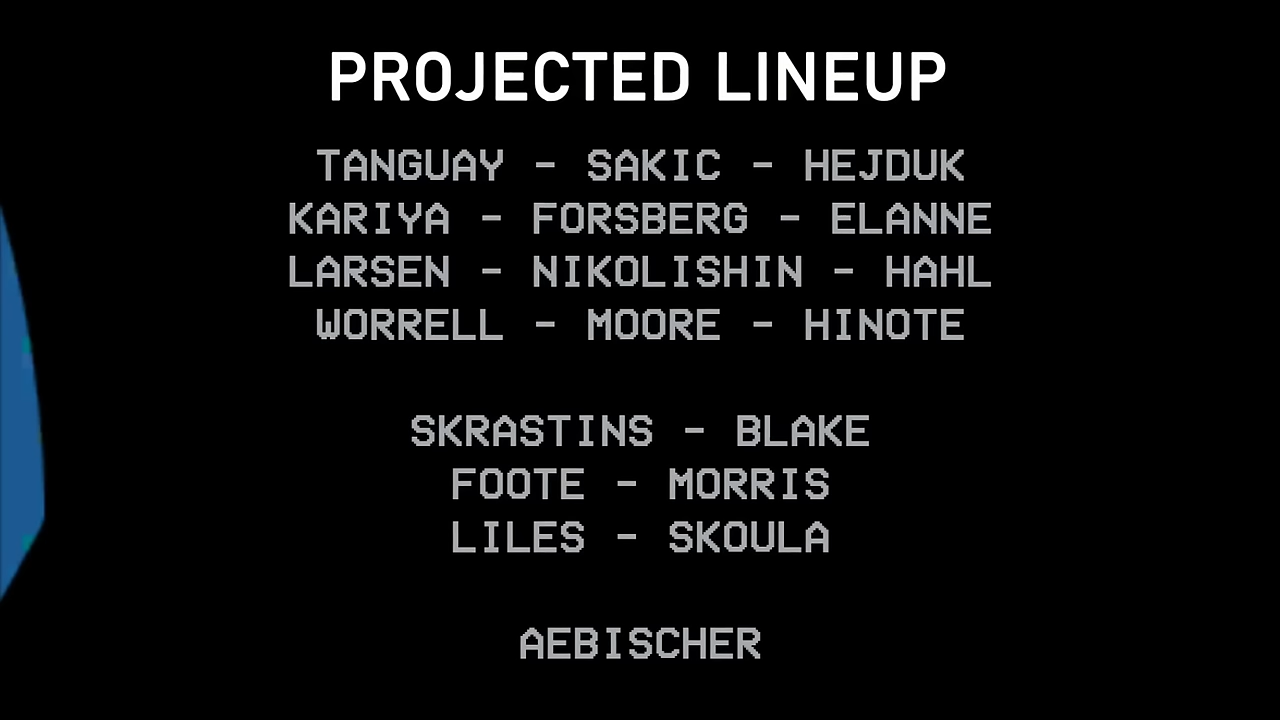 PROJECTED LINEUP
TANGUAY - SAKIC - HEJDUK
KARIYA - FORSBERG - ELANNE
LARSEN - NIKOLISHIN - HAHL
WORRELL - MOORE - HINOTE
SKRASTINS - BLAKE
FOOTE - MORRIS
LILES - SKOULA
AEBISCHER